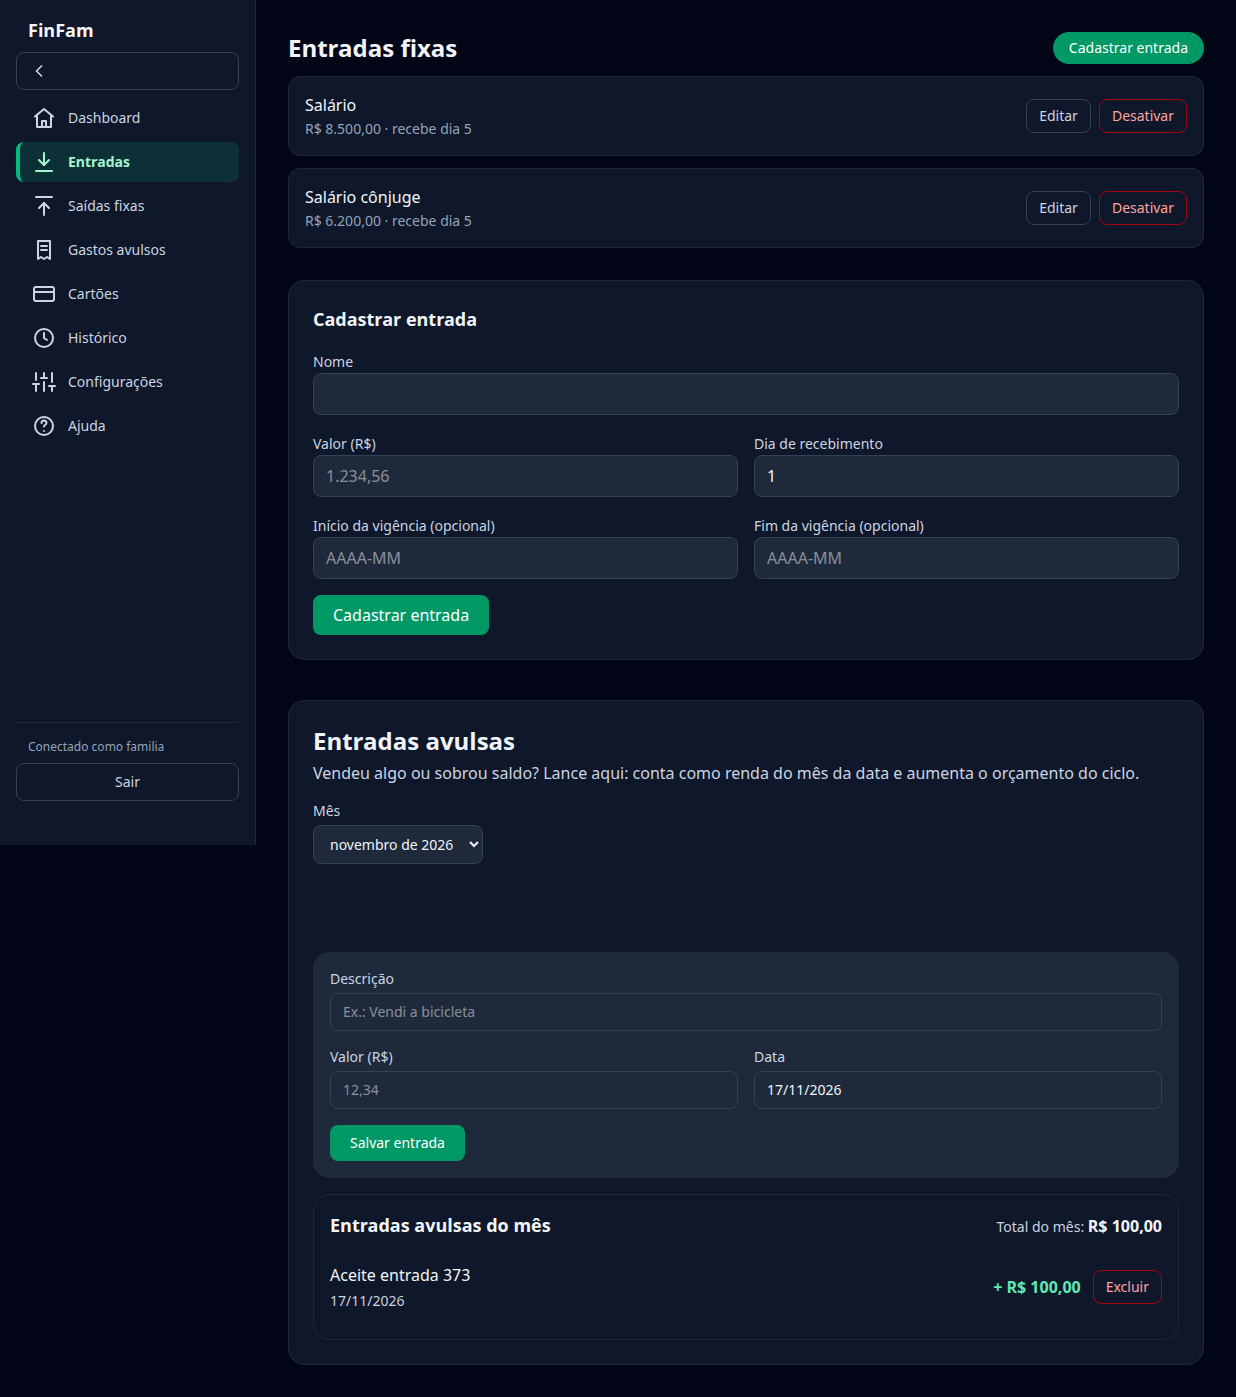 FinFam
Dashboard
Entradas
Saídas fixas
Gastos avulsos
Cartões
Histórico
Configurações
Ajuda
Conectado como familia
Sair
Entradas fixas
Cadastrar entrada
Salário
R$ 8.500,00 · recebe dia 5
Editar
Desativar
Salário cônjuge
R$ 6.200,00 · recebe dia 5
Editar
Desativar
Cadastrar entrada
Nome
Valor (R$)
Dia de recebimento
1.234,56
1
Início da vigência (opcional)
Fim da vigência (opcional)
AAAA-MM
AAAA-MM
Cadastrar entrada
Entradas avulsas
Vendeu algo ou sobrou saldo? Lance aqui: conta como renda do mês da data e aumenta o orçamento do ciclo.
Mês
novembro de 2026
Descrição
Ex.: Vendi a bicicleta
Valor (R$)
Data
12,34
17/11/2026
Salvar entrada
Entradas avulsas do mês
Total do mês: R$ 100,00
Aceite entrada 373
17/11/2026
+ R$ 100,00
Excluir